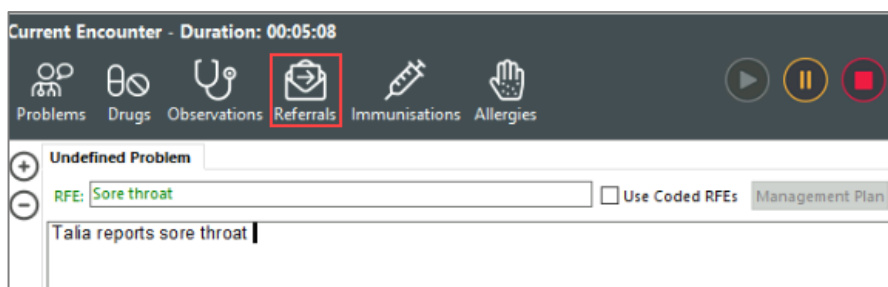 Current Encounter - Duration: 00:05:08
Problems Drugs Observations Referrals Immunisations Allergies
Undefined Problem
RFE: Sore throat Use Coded RFEs Management Plan
Talia reports sore throat